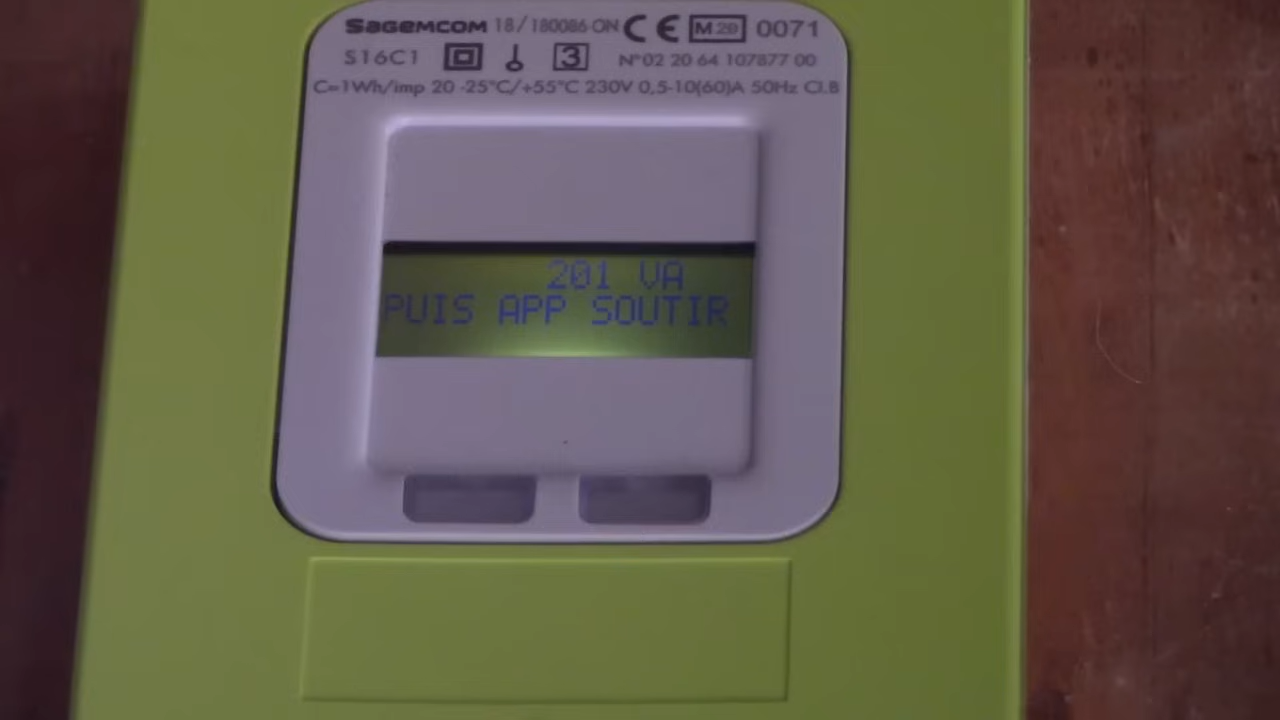 SAGEMCOM 18/180086-ON CE M20 0071
S16C1 3 N°02 20 64 107877 00
C=1Wh/imp 20 -25°C/+55°C 230V 0,5-10(60)A 50Hz Cl.B
201 VA
PUIS APP SOUTIR